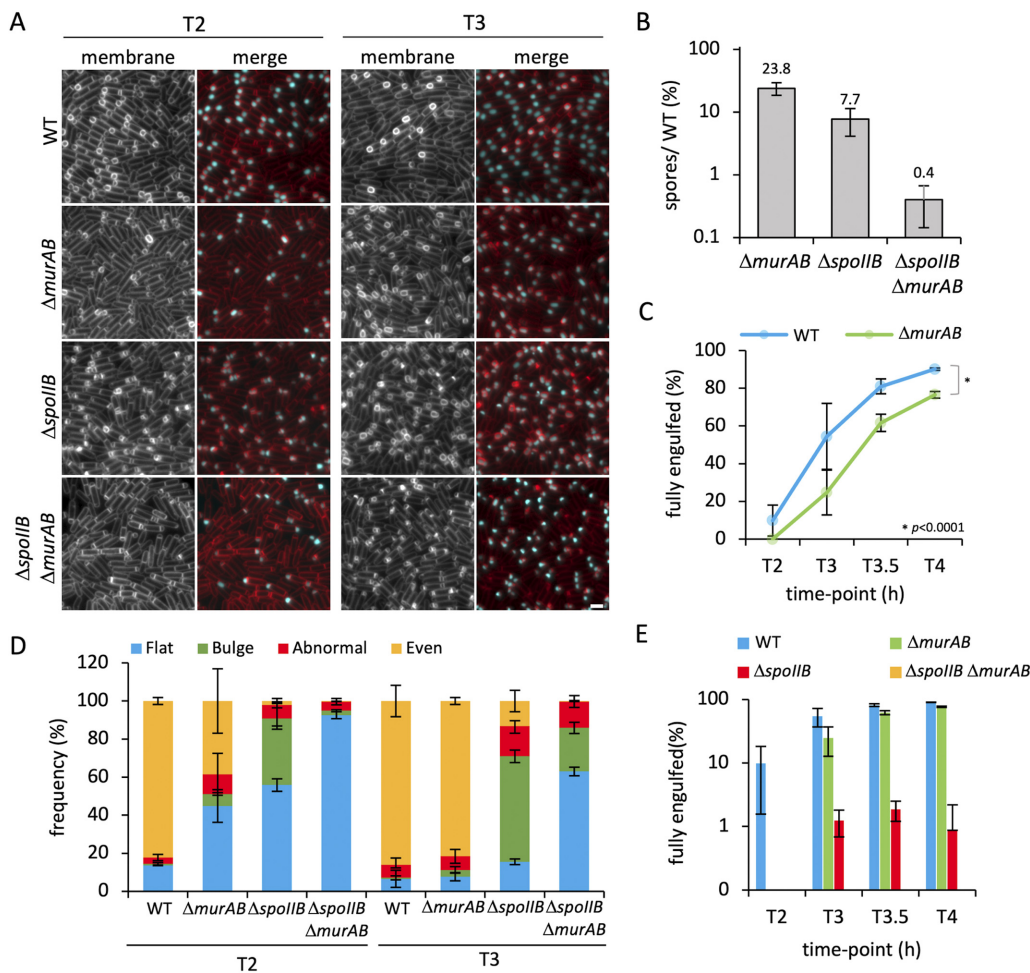 A
T2
T3
membrane
merge
membrane
merge
WT
ΔmurAB
ΔspoIIB
ΔspoIIB
ΔmurAB
B
spores/ WT (%)
100
10
1
0.1
23.8
7.7
0.4
ΔmurAB
ΔspoIIB
ΔspoIIB
ΔmurAB
C
WT
ΔmurAB
fully engulfed (%)
100
80
60
40
20
0
*
* p<0.0001
T2
T3
T3.5
T4
time-point (h)
D
Flat
Bulge
Abnormal
Even
frequency (%)
120
100
80
60
40
20
0
WT
ΔmurAB
ΔspoIIB
ΔspoIIB
ΔmurAB
WT
ΔmurAB
ΔspoIIB
ΔspoIIB
ΔmurAB
T2
T3
E
WT
ΔmurAB
ΔspoIIB
ΔspoIIB ΔmurAB
fully engulfed(%)
100
10
1
0
T2
T3
T3.5
T4
time-point (h)